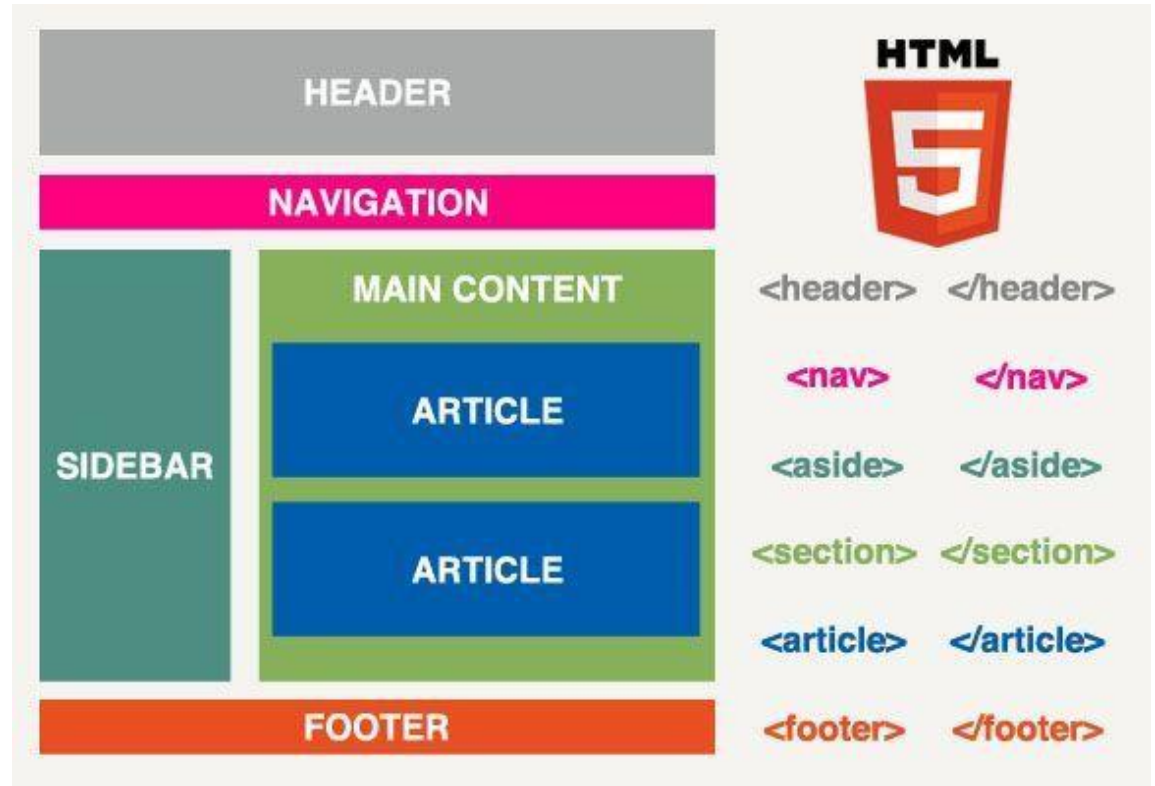 HEADER
NAVIGATION
SIDEBAR
MAIN CONTENT
ARTICLE
ARTICLE
FOOTER
HTML
5
<header> </header>
<nav> </nav>
<aside> </aside>
<section> </section>
<article> </article>
<footer> </footer>